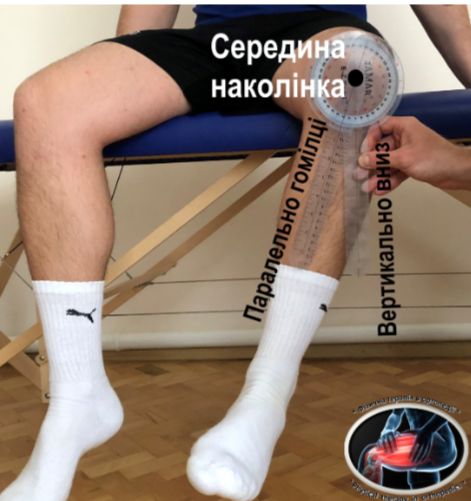 Середина
наколінка
Паралельно гомілці
Вертикально вниз